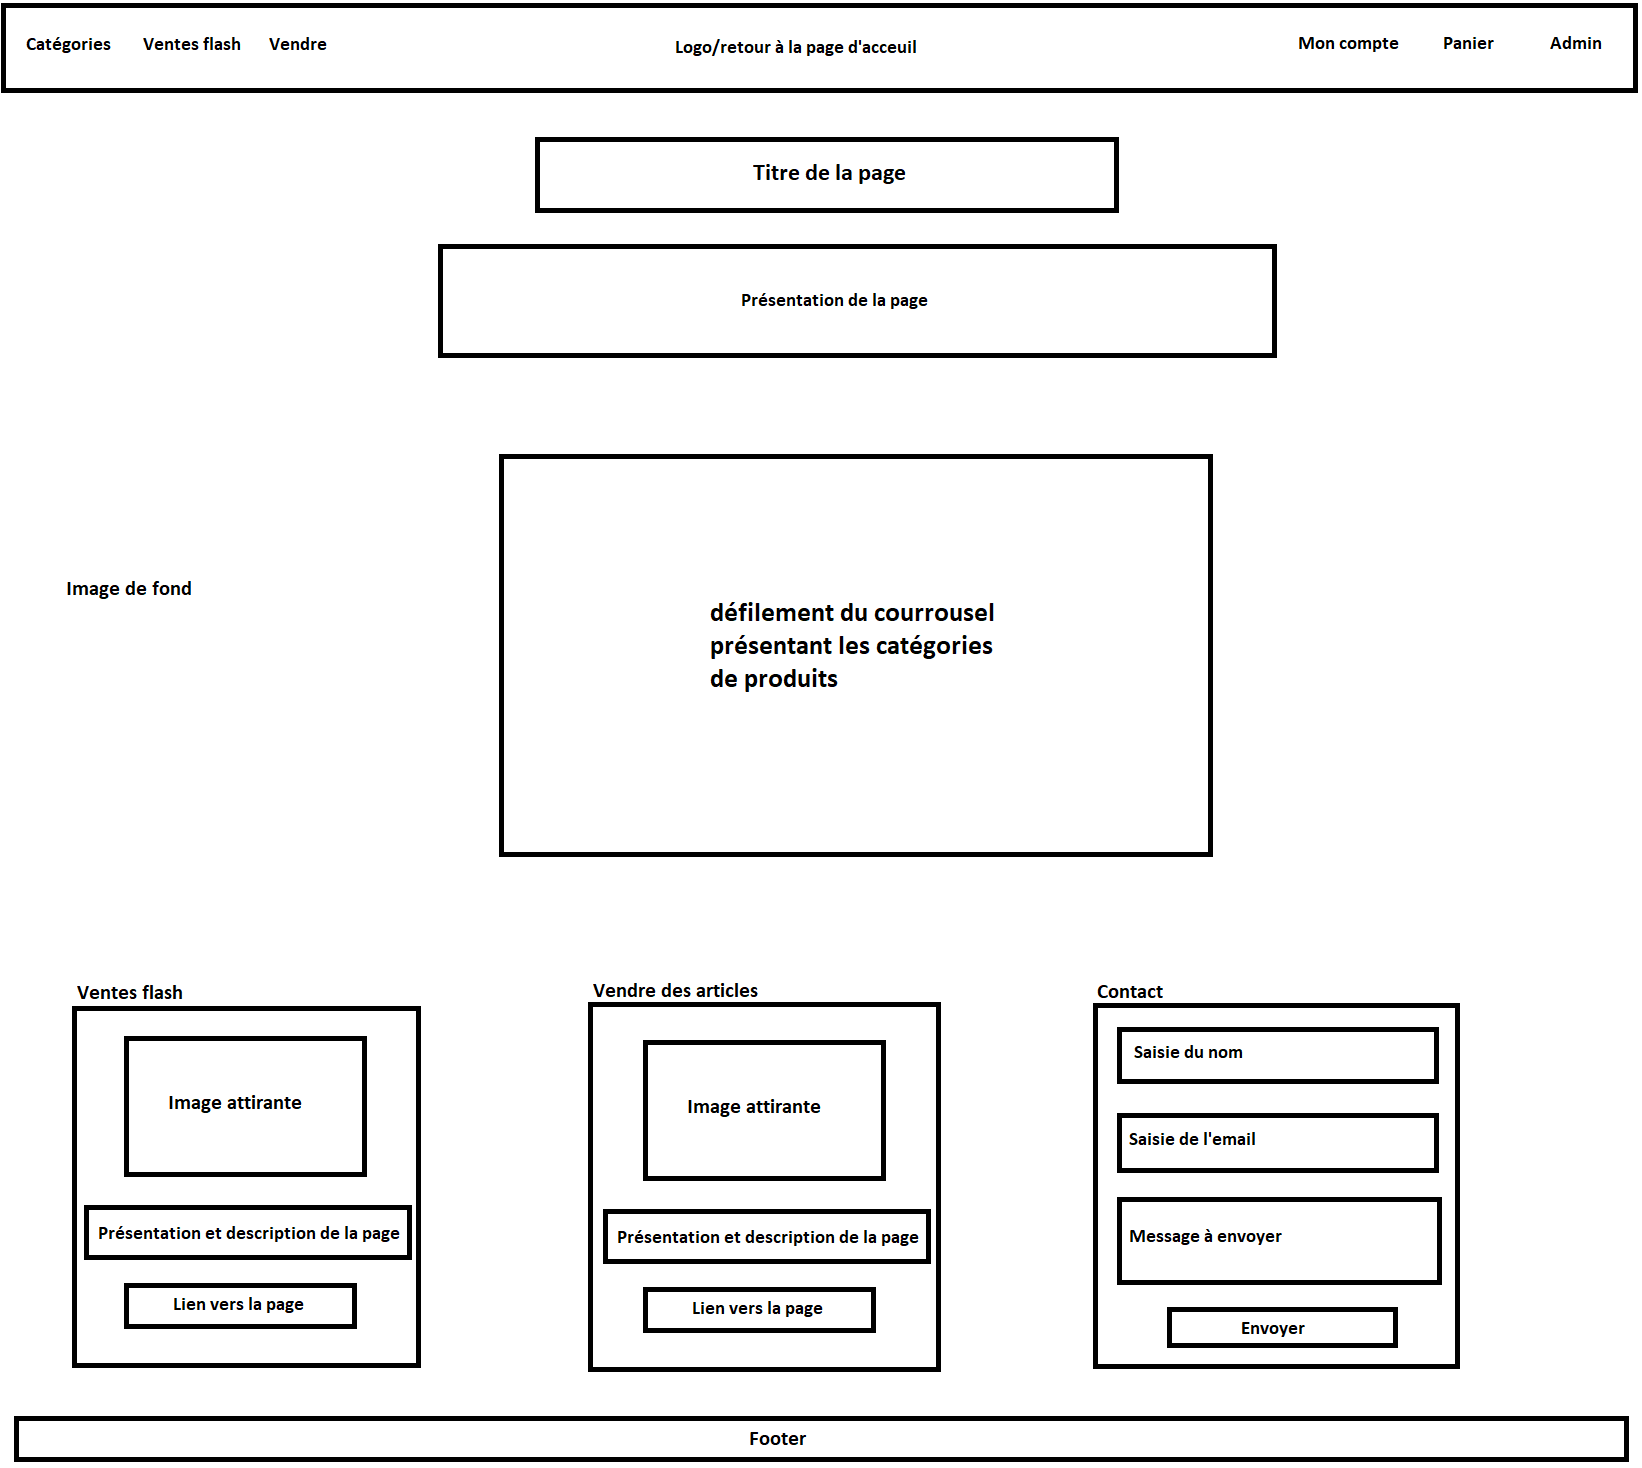 Catégories Ventes flash Vendre Logo/retour à la page d'acceuil Mon compte Panier Admin
Titre de la page
Présentation de la page
Image de fond
défilement du courrousel
présentant les catégories
de produits
Ventes flash
Image attirante
Présentation et description de la page
Lien vers la page
Vendre des articles
Image attirante
Présentation et description de la page
Lien vers la page
Contact
Saisie du nom
Saisie de l'email
Message à envoyer
Envoyer
Footer